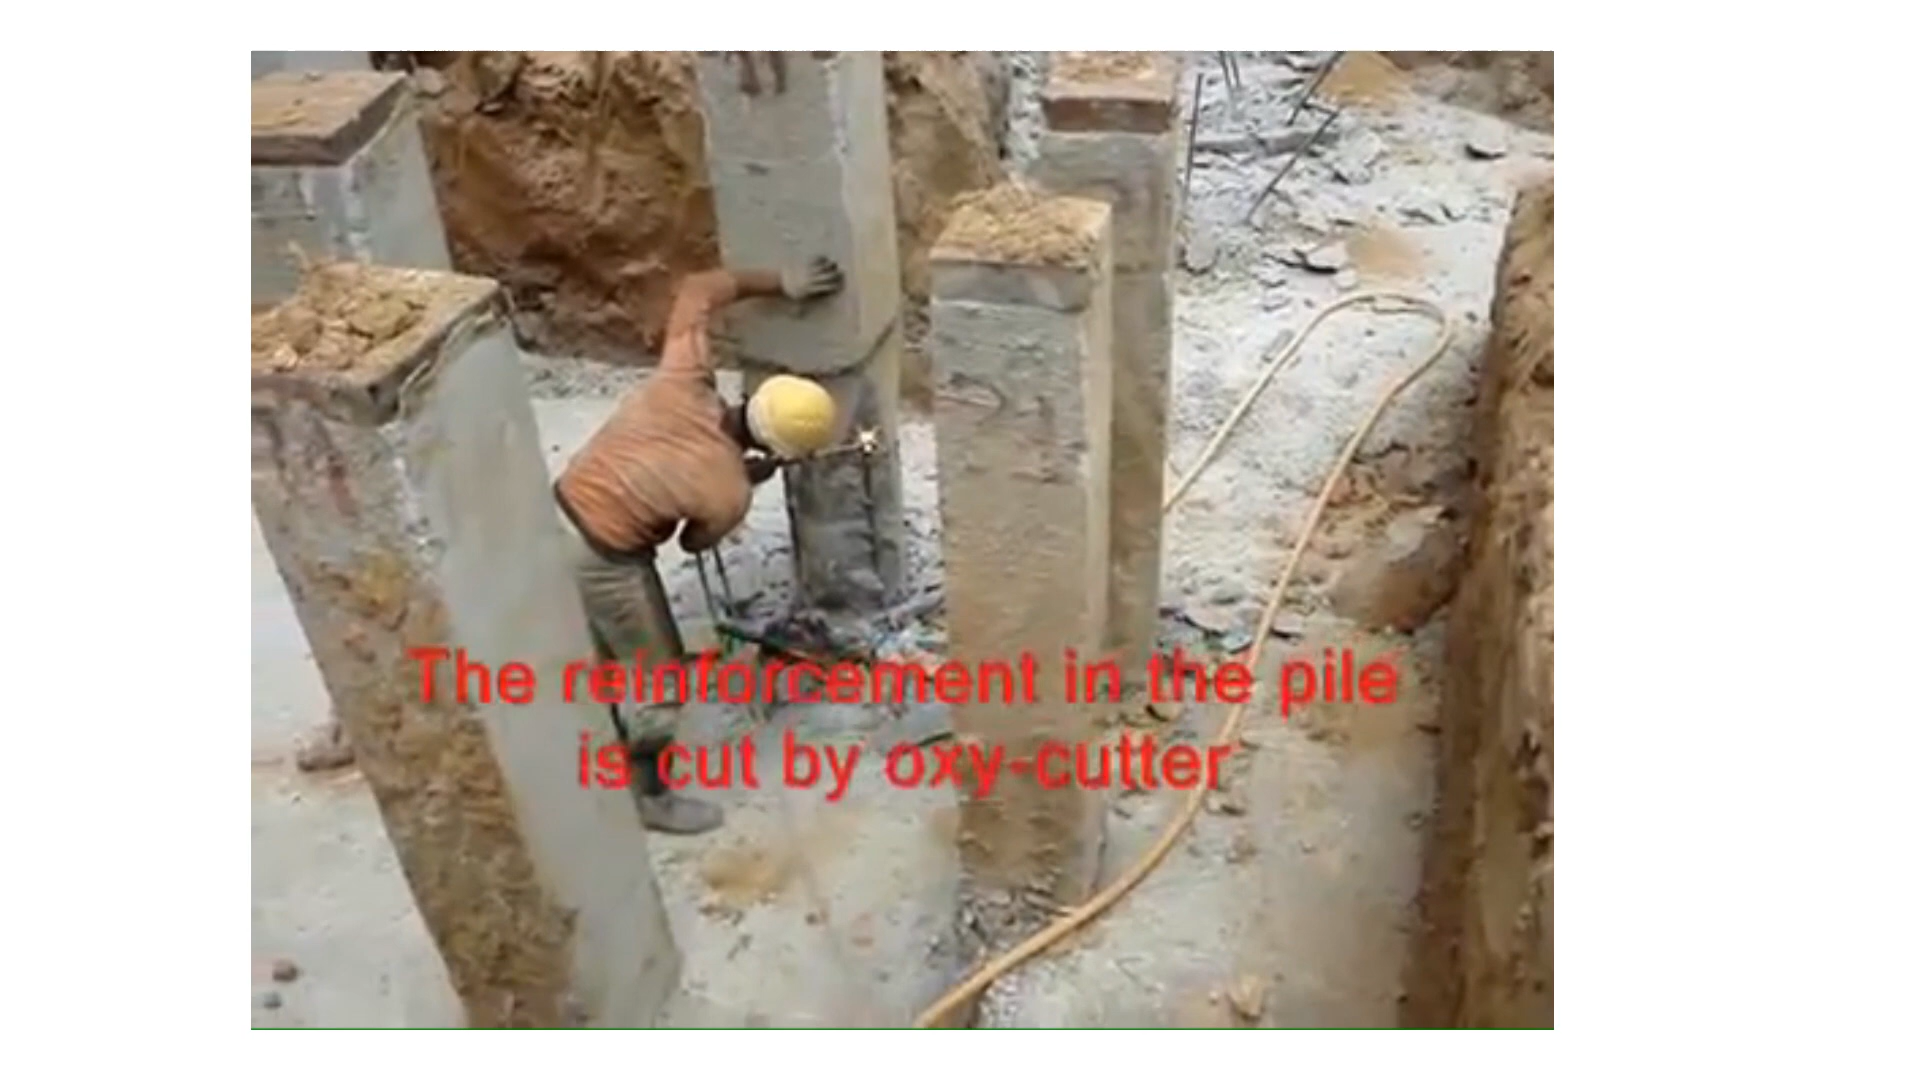 The reinforcement in the pile
is cut by oxy-cutter